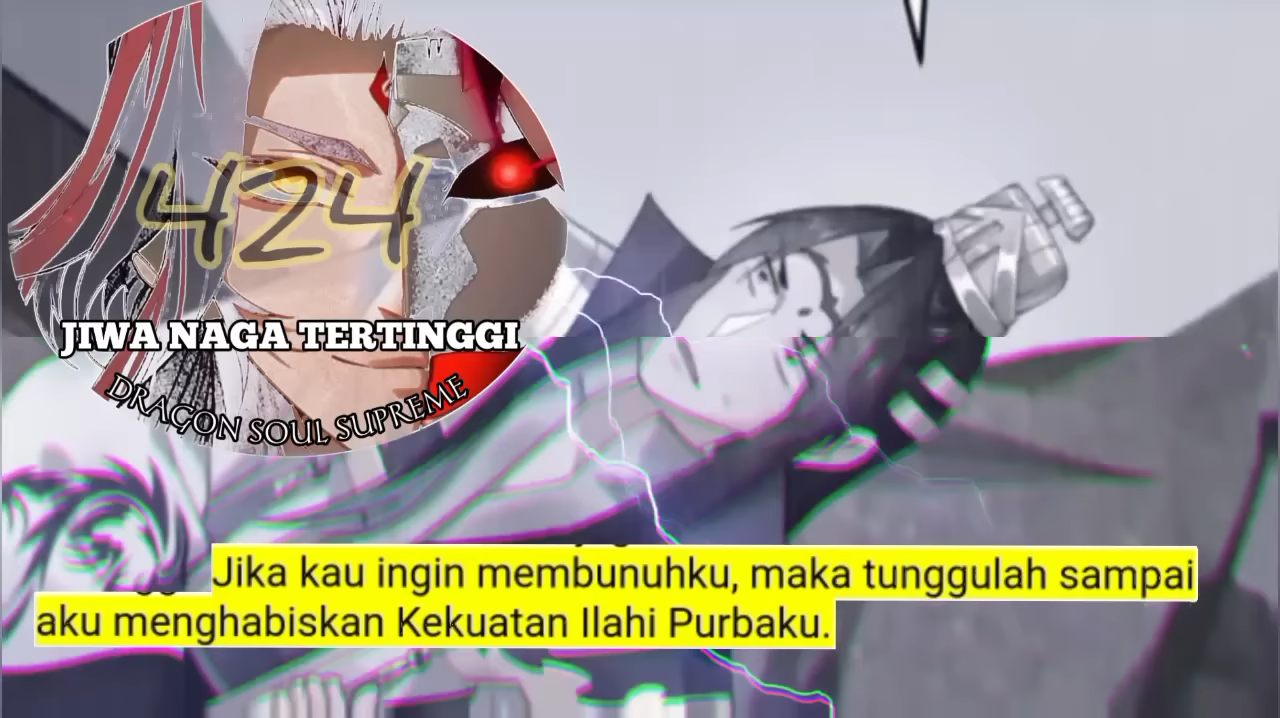 424
JIWA NAGA TERTINGGI
DRAGON SOUL SUPREME
Jika kau ingin membunuhku, maka tunggulah sampai
aku menghabiskan Kekuatan Ilahi Purbaku.